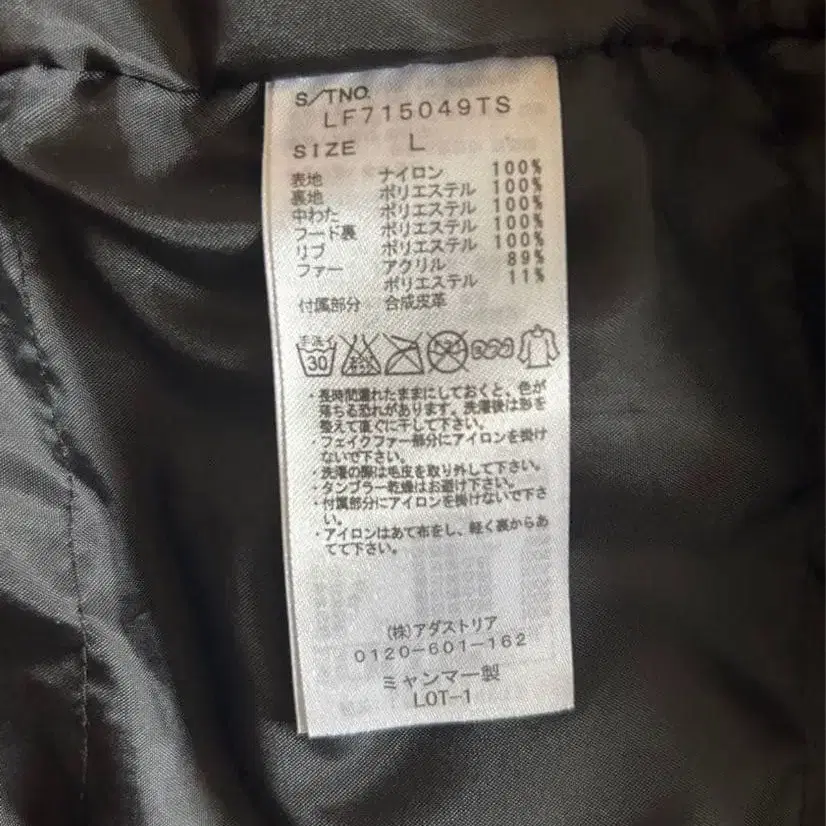 S/TNO.
LF715049TS
SIZE L
表地 ナイロン 100%
裏地 ポリエステル 100%
中わた ポリエステル 100%
フード裏 ポリエステル 100%
リブ ポリエステル 100%
ファー アクリル 89%
ポリエステル 11%
付属部分 合成皮革
手洗イ
30
・長時間濡れたままにしておくと、色が
落ちる恐れがあります。洗濯後は形を
整えて直ぐに干して下さい。
・フェイクファー部分にアイロンを掛け
ないで下さい。
・洗濯の際は毛皮を取り外して下さい。
・タンブラー乾燥はお避け下さい。
・付属部分にアイロンを掛けないで下さ
い。
・アイロンはあて布をし、軽く裏からあ
てて下さい。
(株)アダストリア
0120-601-162
ミャンマー製
LOT-1